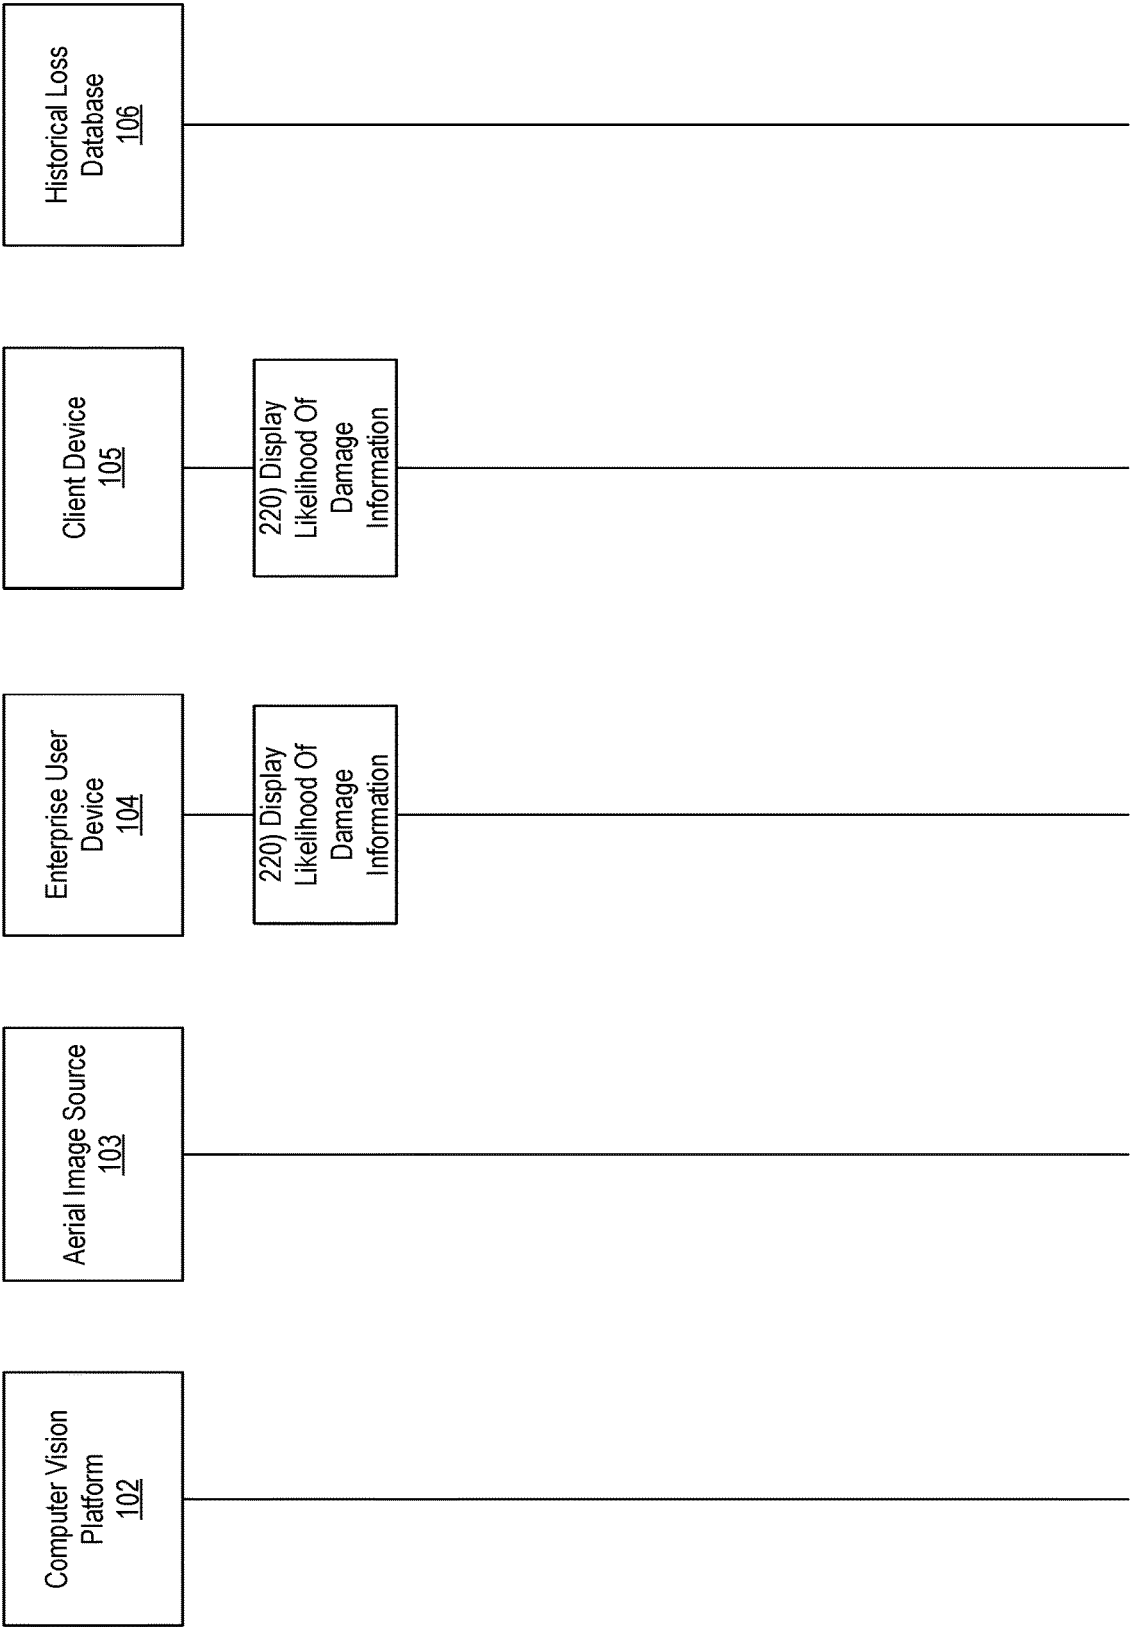 Computer Vision
Platform
102
Aerial Image Source
103
Enterprise User
Device
104
Client Device
105
Historical Loss
Database
106
220) Display
Likelihood Of
Damage
Information
220) Display
Likelihood Of
Damage
Information